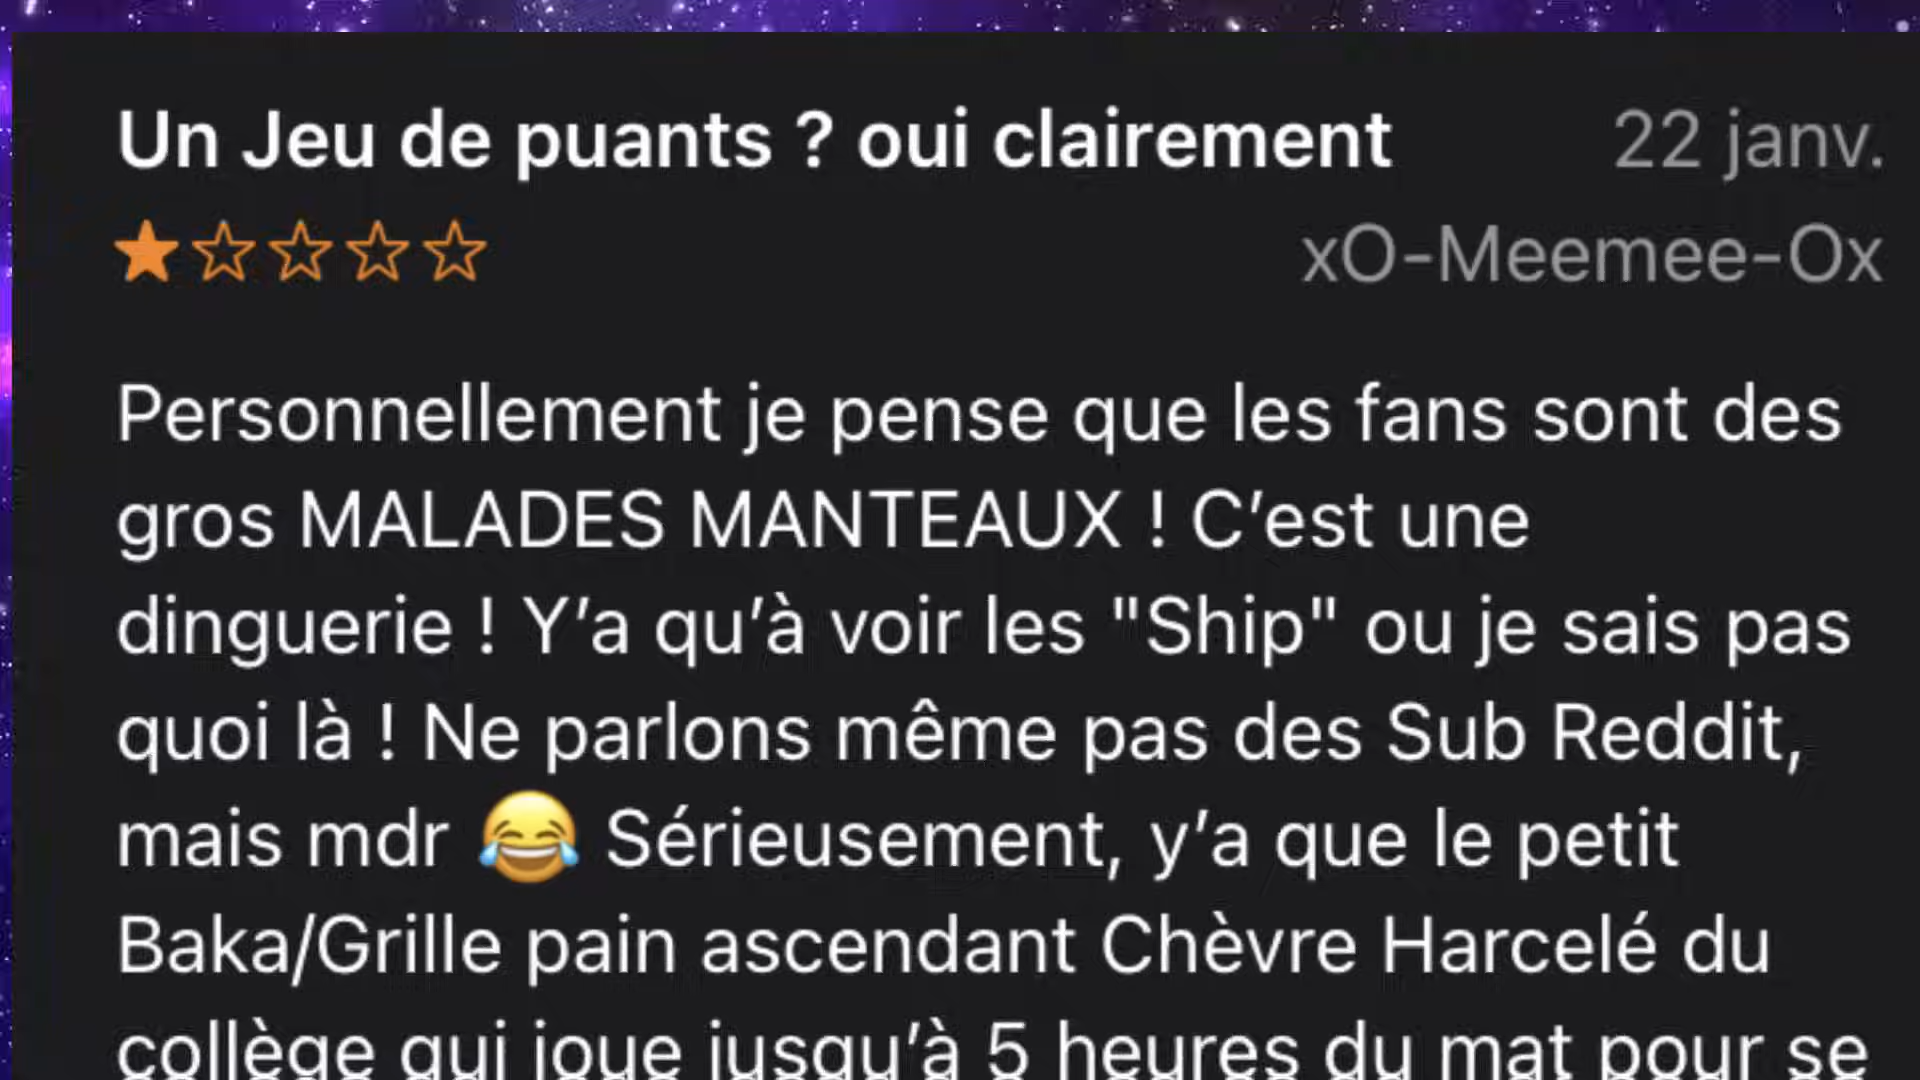 Un Jeu de puants ? oui clairement
22 janv.
★☆☆☆☆
xO-Meemee-Ox
Personnellement je pense que les fans sont des
gros MALADES MANTEAUX ! C’est une
dinguerie ! Y’a qu’à voir les "Ship" ou je sais pas
quoi là ! Ne parlons même pas des Sub Reddit,
mais mdr 😂 Sérieusement, y’a que le petit
Baka/Grille pain ascendant Chèvre Harcelé du
collège qui joue jusqu’à 5 heures du mat pour se